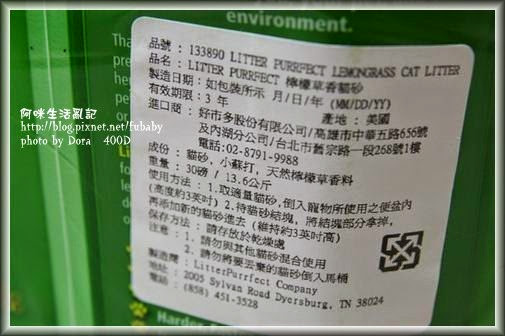 environment.
品號 : 133890 LITTER PURRFECT LEMONGRASS CAT LITTER
品名 : LITTER PURRFECT 檸檬草香貓砂
製造日期 : 如包裝所示 月/日/年 (MM/DD/YY)
有效期限 : 3 年 產地 : 美國
進口商 : 好市多股份有限公司/高雄市中華五路656號
及內湖分公司/台北市舊宗路一段268號1樓
電話:02-8791-9988
成份 : 貓砂, 小蘇打, 天然檸檬草香料
重量 : 30磅 / 13.6公斤
使用方法 : 1.取適量貓砂,倒入寵物所使用之便盆內
(高度約3英吋) 2.待貓砂結塊, 將結塊部分拿掉,
再添加新的貓砂進去 (維持約3英吋高)
保存方法 : 請存放於乾燥處
注意 : 1. 請勿與其他貓砂混合使用
2. 請勿將要丟棄的貓砂倒入馬桶
製造商 : LitterPurrfect Company
地址 : 2005 Sylvan Road Dyersburg, TN 38024
電話 : (858) 451-3528
阿咪生活亂記
http://blog.pixnet.net/fubaby
photo by Dora 400D
Harder